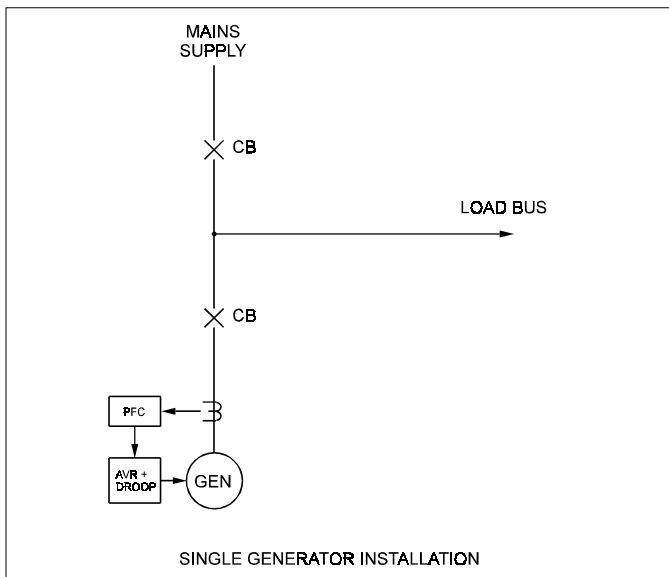 MAINS
SUPPLY
CB
LOAD BUS
CB
PFC
AVR +
DROOP
GEN
SINGLE GENERATOR INSTALLATION